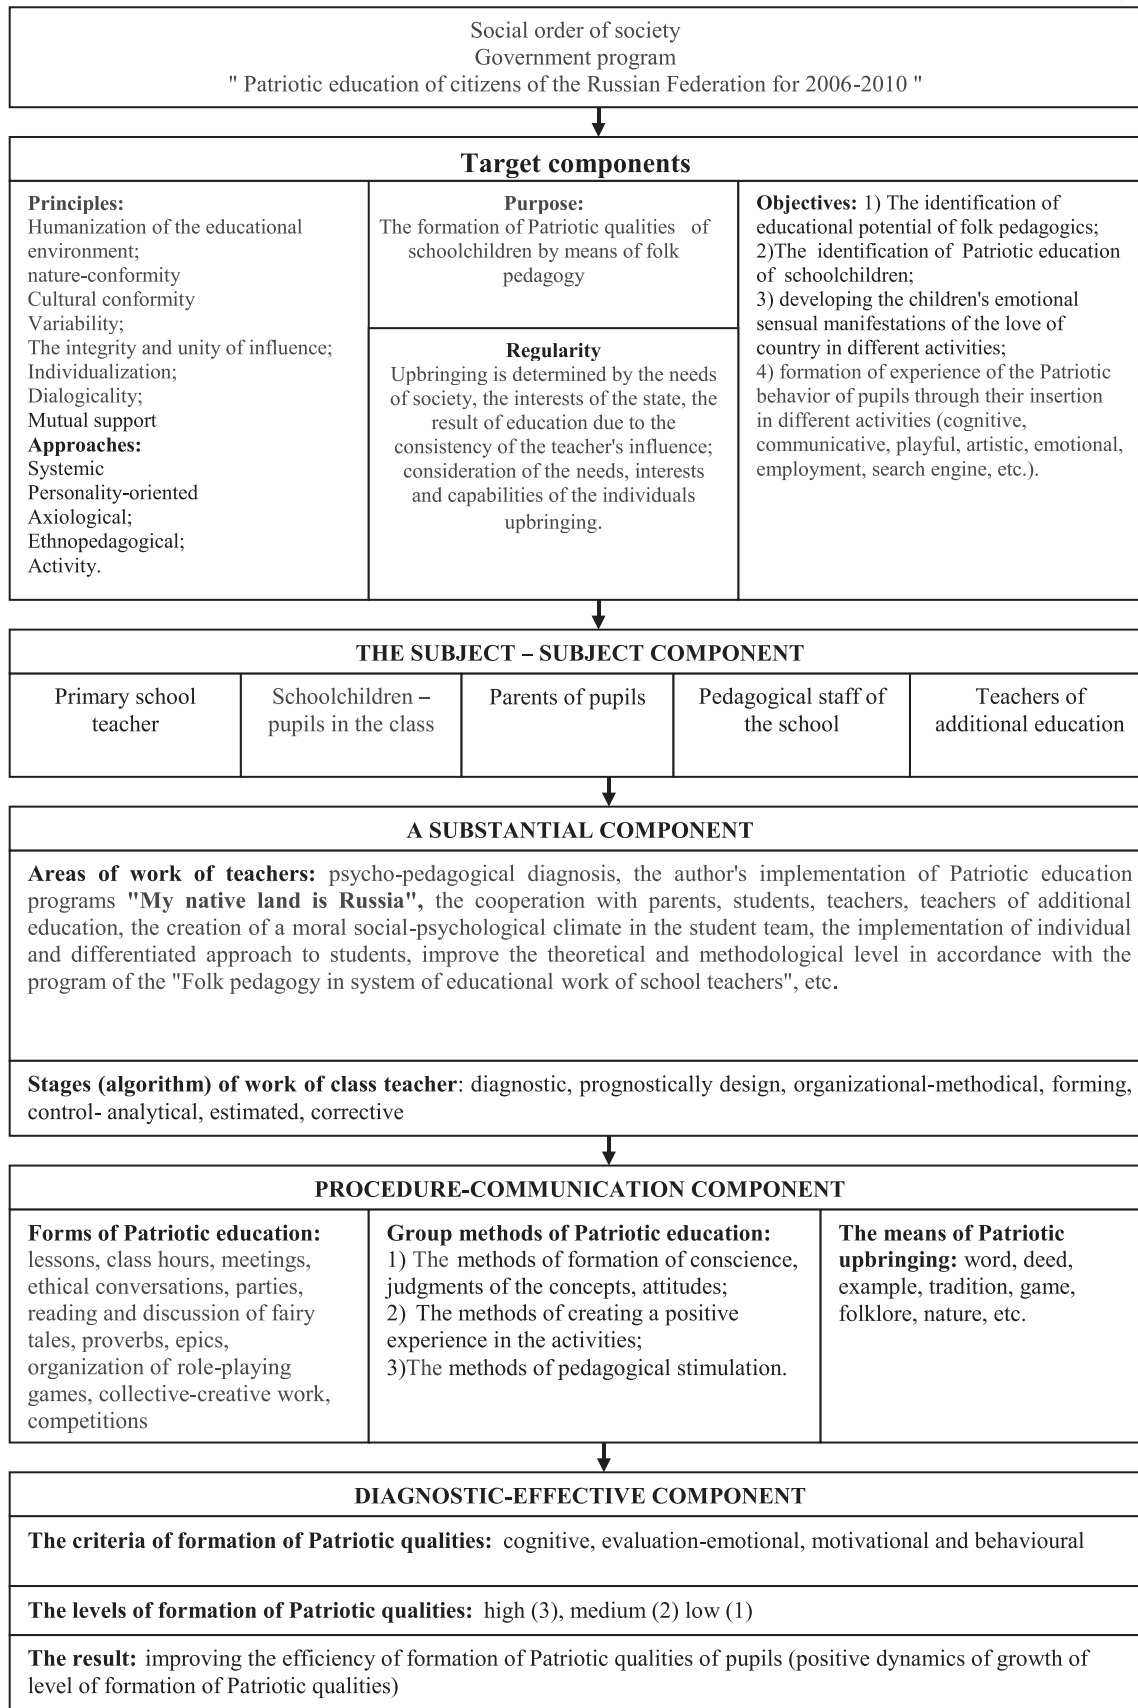 Social order of society
Government program
" Patriotic education of citizens of the Russian Federation for 2006-2010 "
Target components
Principles:
Humanization of the educational
environment;
nature-conformity
Cultural conformity
Variability;
The integrity and unity of influence;
Individualization;
Dialogicality;
Mutual support
Approaches:
Systemic
Personality-oriented
Axiological;
Ethnopedagogical;
Activity.
Purpose:
The formation of Patriotic qualities of
schoolchildren by means of folk
pedagogy
Regularity
Upbringing is determined by the needs
of society, the interests of the state, the
result of education due to the
consistency of the teacher's influence;
consideration of the needs, interests
and capabilities of the individuals
upbringing.
Objectives: 1) The identification of
educational potential of folk pedagogics;
2)The identification of Patriotic education
of schoolchildren;
3) developing the children's emotional
sensual manifestations of the love of
country in different activities;
4) formation of experience of the Patriotic
behavior of pupils through their insertion
in different activities (cognitive,
communicative, playful, artistic, emotional,
employment, search engine, etc.).
THE SUBJECT – SUBJECT COMPONENT
Primary school
teacher
Schoolchildren –
pupils in the class
Parents of pupils
Pedagogical staff of
the school
Teachers of
additional education
A SUBSTANTIAL COMPONENT
Areas of work of teachers: psycho-pedagogical diagnosis, the author's implementation of Patriotic education
programs "My native land is Russia", the cooperation with parents, students, teachers, teachers of additional
education, the creation of a moral social-psychological climate in the student team, the implementation of individual
and differentiated approach to students, improve the theoretical and methodological level in accordance with the
program of the "Folk pedagogy in system of educational work of school teachers", etc.
Stages (algorithm) of work of class teacher: diagnostic, prognostically design, organizational-methodical, forming,
control- analytical, estimated, corrective
PROCEDURE-COMMUNICATION COMPONENT
Forms of Patriotic education:
lessons, class hours, meetings,
ethical conversations, parties,
reading and discussion of fairy
tales, proverbs, epics,
organization of role-playing
games, collective-creative work,
competitions
Group methods of Patriotic education:
1) The methods of formation of conscience,
judgments of the concepts, attitudes;
2) The methods of creating a positive
experience in the activities;
3)The methods of pedagogical stimulation.
The means of Patriotic
upbringing: word, deed,
example, tradition, game,
folklore, nature, etc.
DIAGNOSTIC-EFFECTIVE COMPONENT
The criteria of formation of Patriotic qualities: cognitive, evaluation-emotional, motivational and behavioural
The levels of formation of Patriotic qualities: high (3), medium (2) low (1)
The result: improving the efficiency of formation of Patriotic qualities of pupils (positive dynamics of growth of
level of formation of Patriotic qualities)